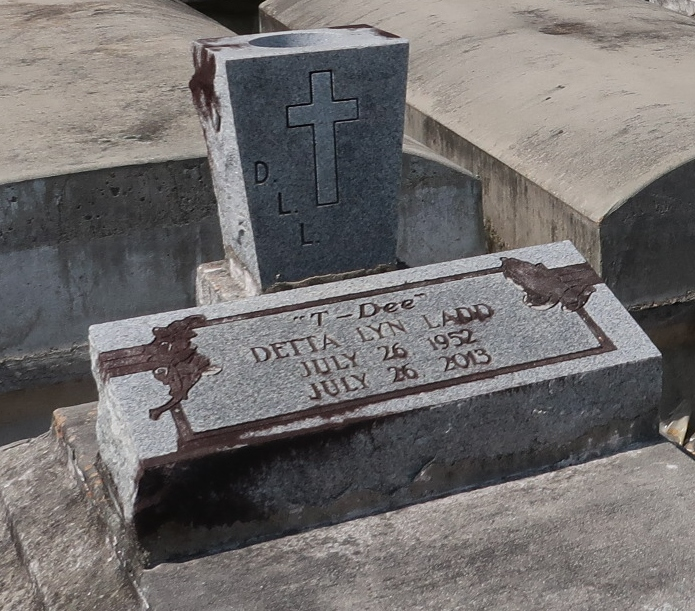 D.
L.
L.
"T-Dee"
DETTA LYN LADD
JULY 26 1952
JULY 26 2013